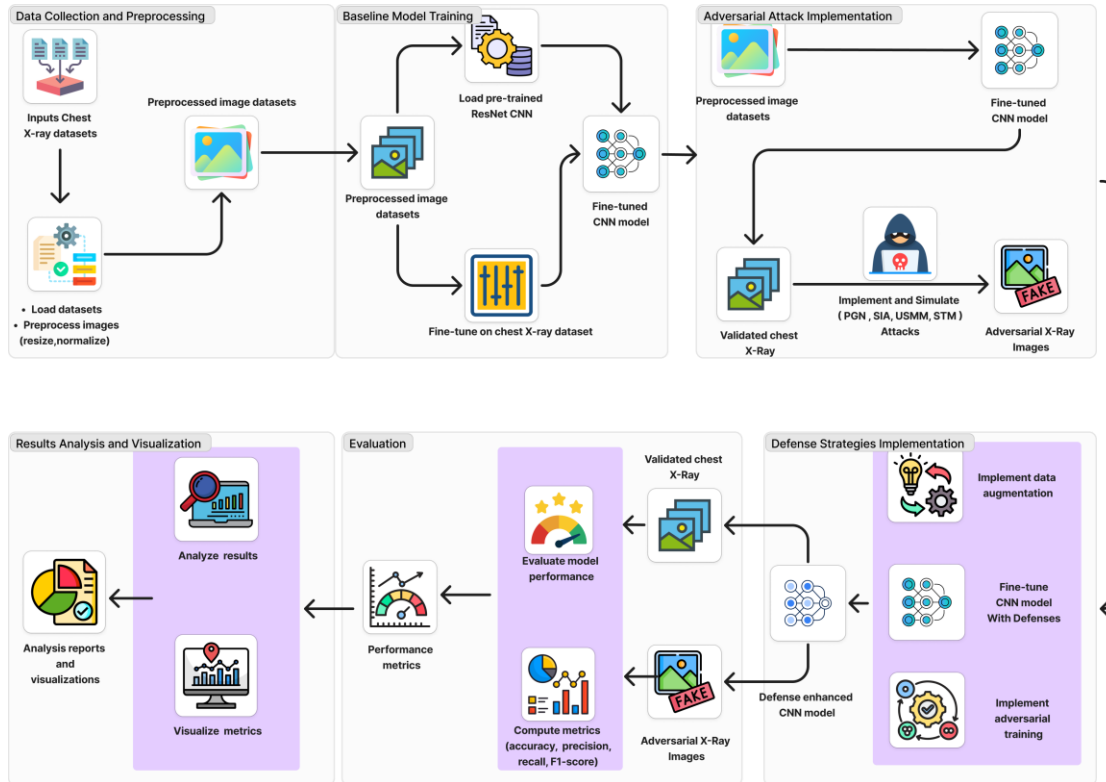 Data Collection and Preprocessing
Inputs Chest
X-ray datasets
Preprocessed image datasets
• Load datasets
• Preprocess images
(resize,normalize)
Baseline Model Training
Load pre-trained
ResNet CNN
Preprocessed image
datasets
Fine-tuned
CNN model
Fine-tune on chest X-ray dataset
Adversarial Attack Implementation
Preprocessed image
datasets
Fine-tuned
CNN model
Validated chest
X-Ray
Implement and Simulate
( PGN , SIA, USMM, STM )
Attacks
FAKE
Adversarial X-Ray
Images
Results Analysis and Visualization
Analyze results
Analysis reports
and
visualizations
Visualize metrics
Evaluation
Validated chest
X-Ray
Evaluate model
performance
Performance
metrics
Compute metrics
(accuracy, precision,
recall, F1-score)
FAKE
Adversarial X-Ray
Images
Defense Strategies Implementation
Implement data
augmentation
Fine-tune
CNN model
With Defenses
Defense enhanced
CNN model
Implement
adversarial
training